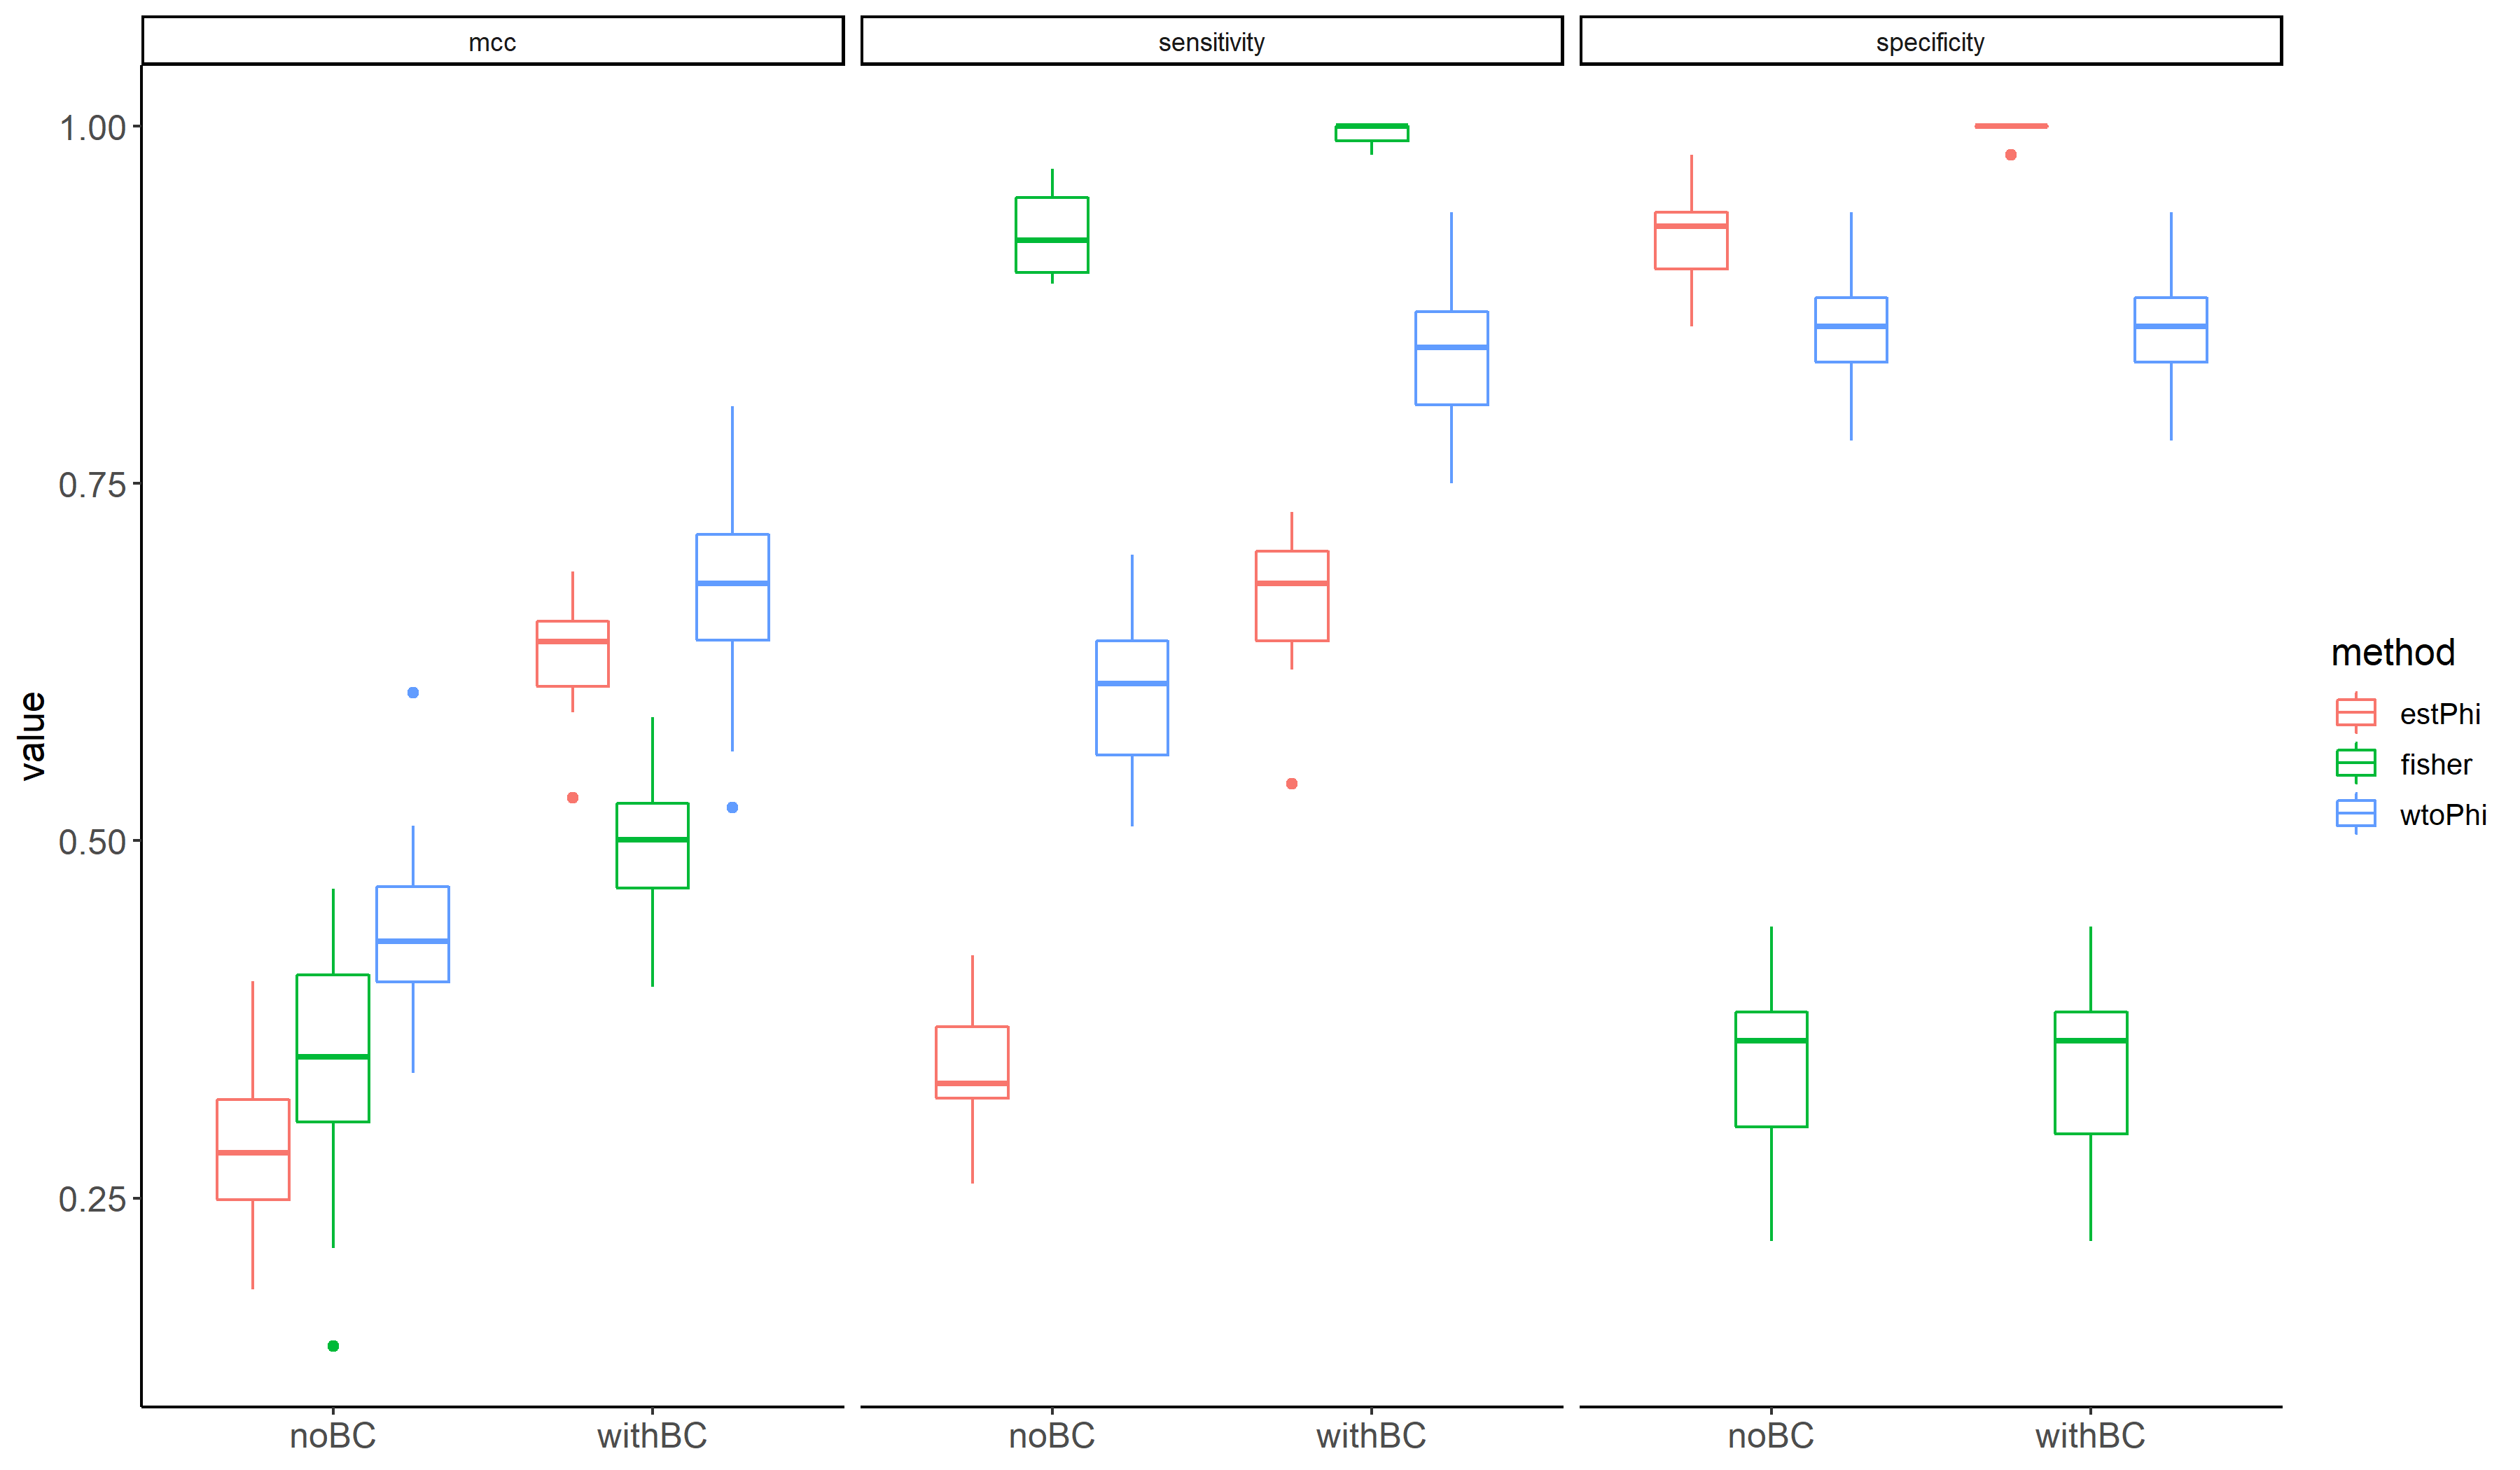 mcc
sensitivity
specificity
value
1.00
0.75
0.50
0.25
noBC
withBC
noBC
withBC
noBC
withBC
method
estPhi
fisher
wtoPhi